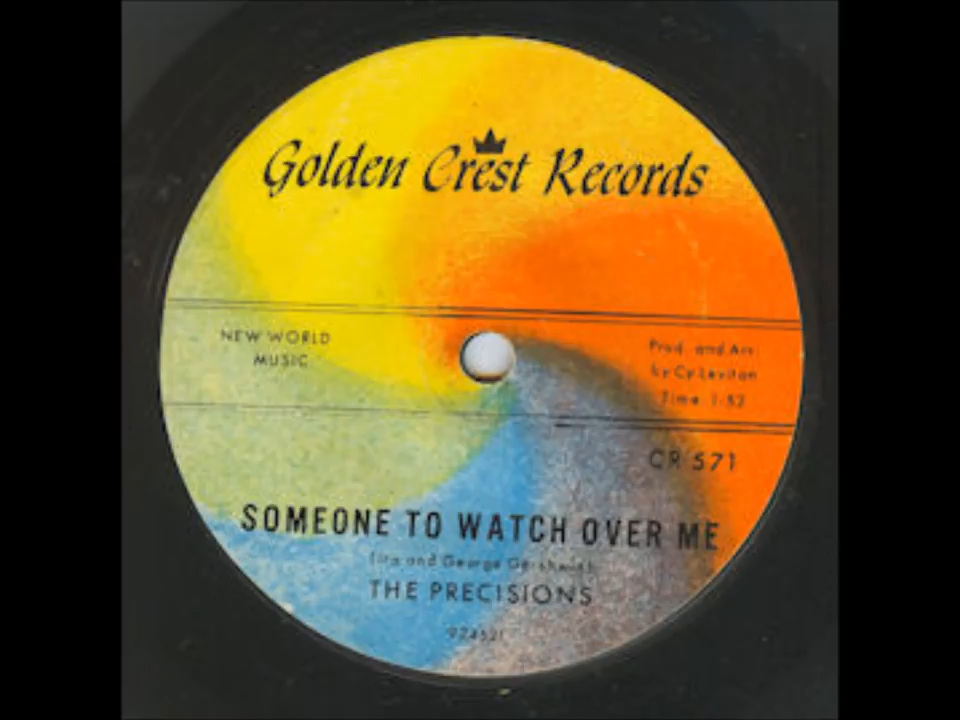 Golden Crest Records
NEW WORLD
MUSIC
Prod. and Arr.
by Cy Levitan
Time 1-52
CR 571
SOMEONE TO WATCH OVER ME
(Ira and George Gershwin)
THE PRECISIONS